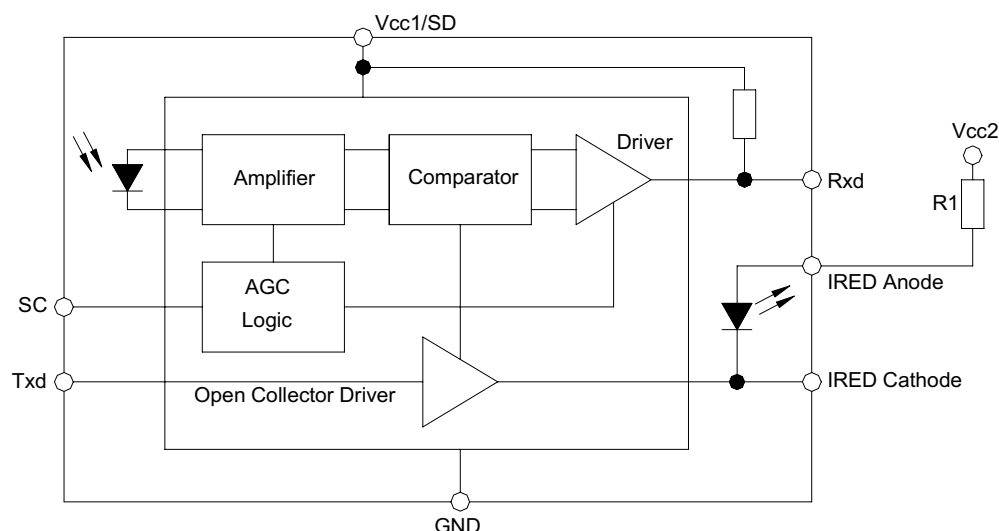 Vcc1/SD
Driver
Vcc2
Amplifier
Comparator
Rxd
R1
AGC
Logic
IRED Anode
SC
Txd
Open Collector Driver
IRED Cathode
GND